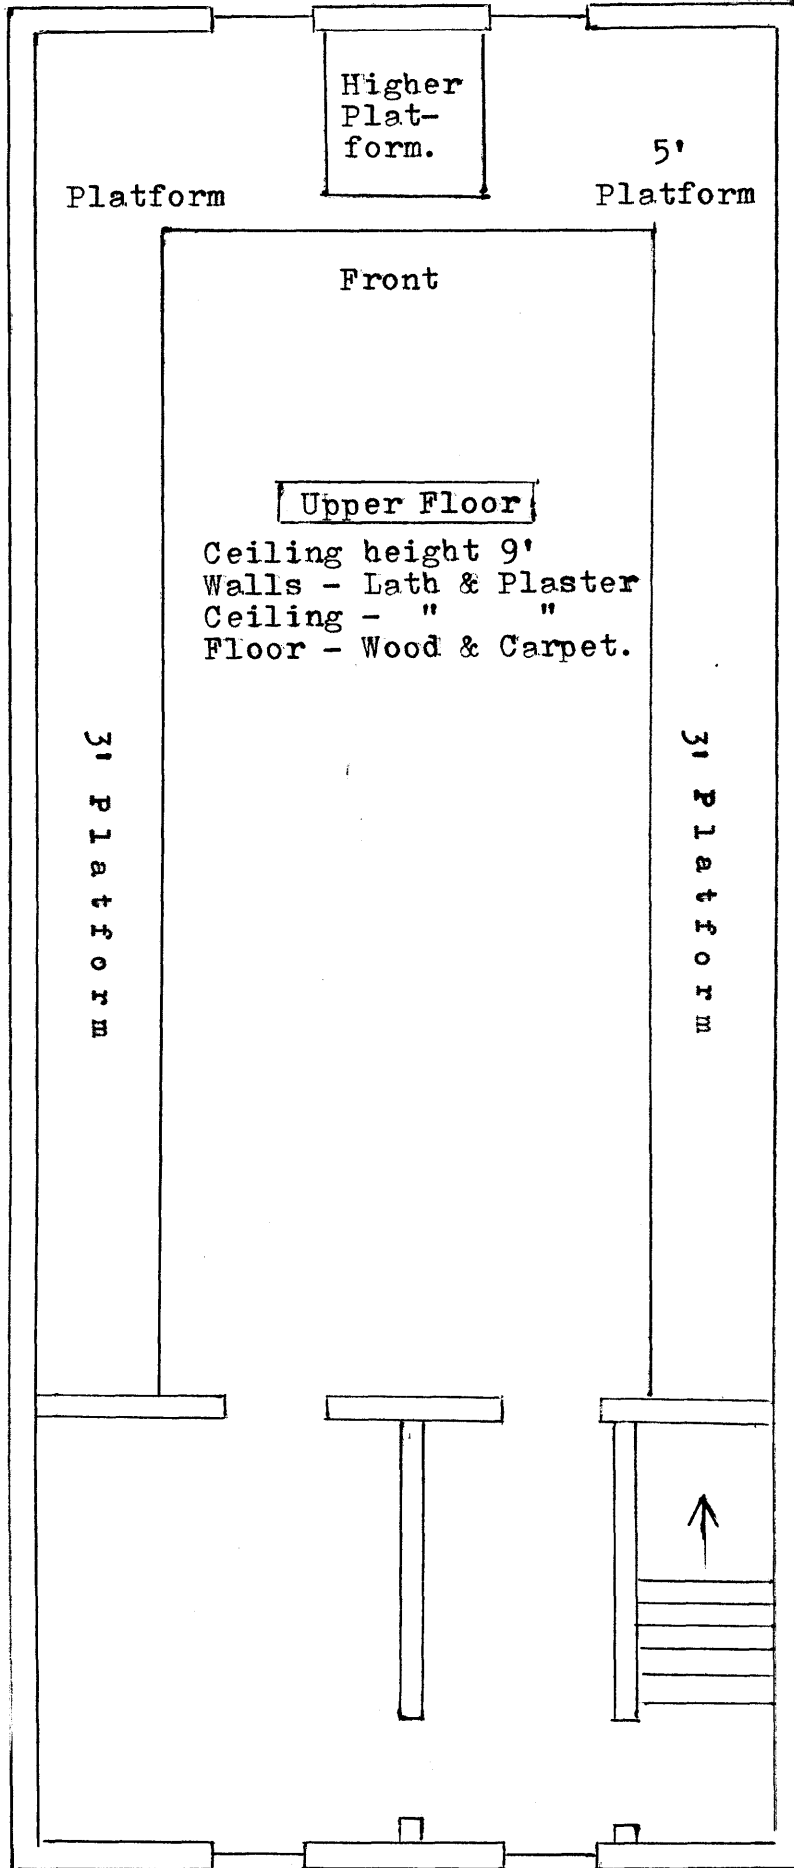 Higher
Plat-
form.
5'
Platform
Platform
Front
Upper Floor
Ceiling height 9'
Walls - Lath & Plaster
Ceiling - " "
Floor - Wood & Carpet.
3' Platform
3' Platform